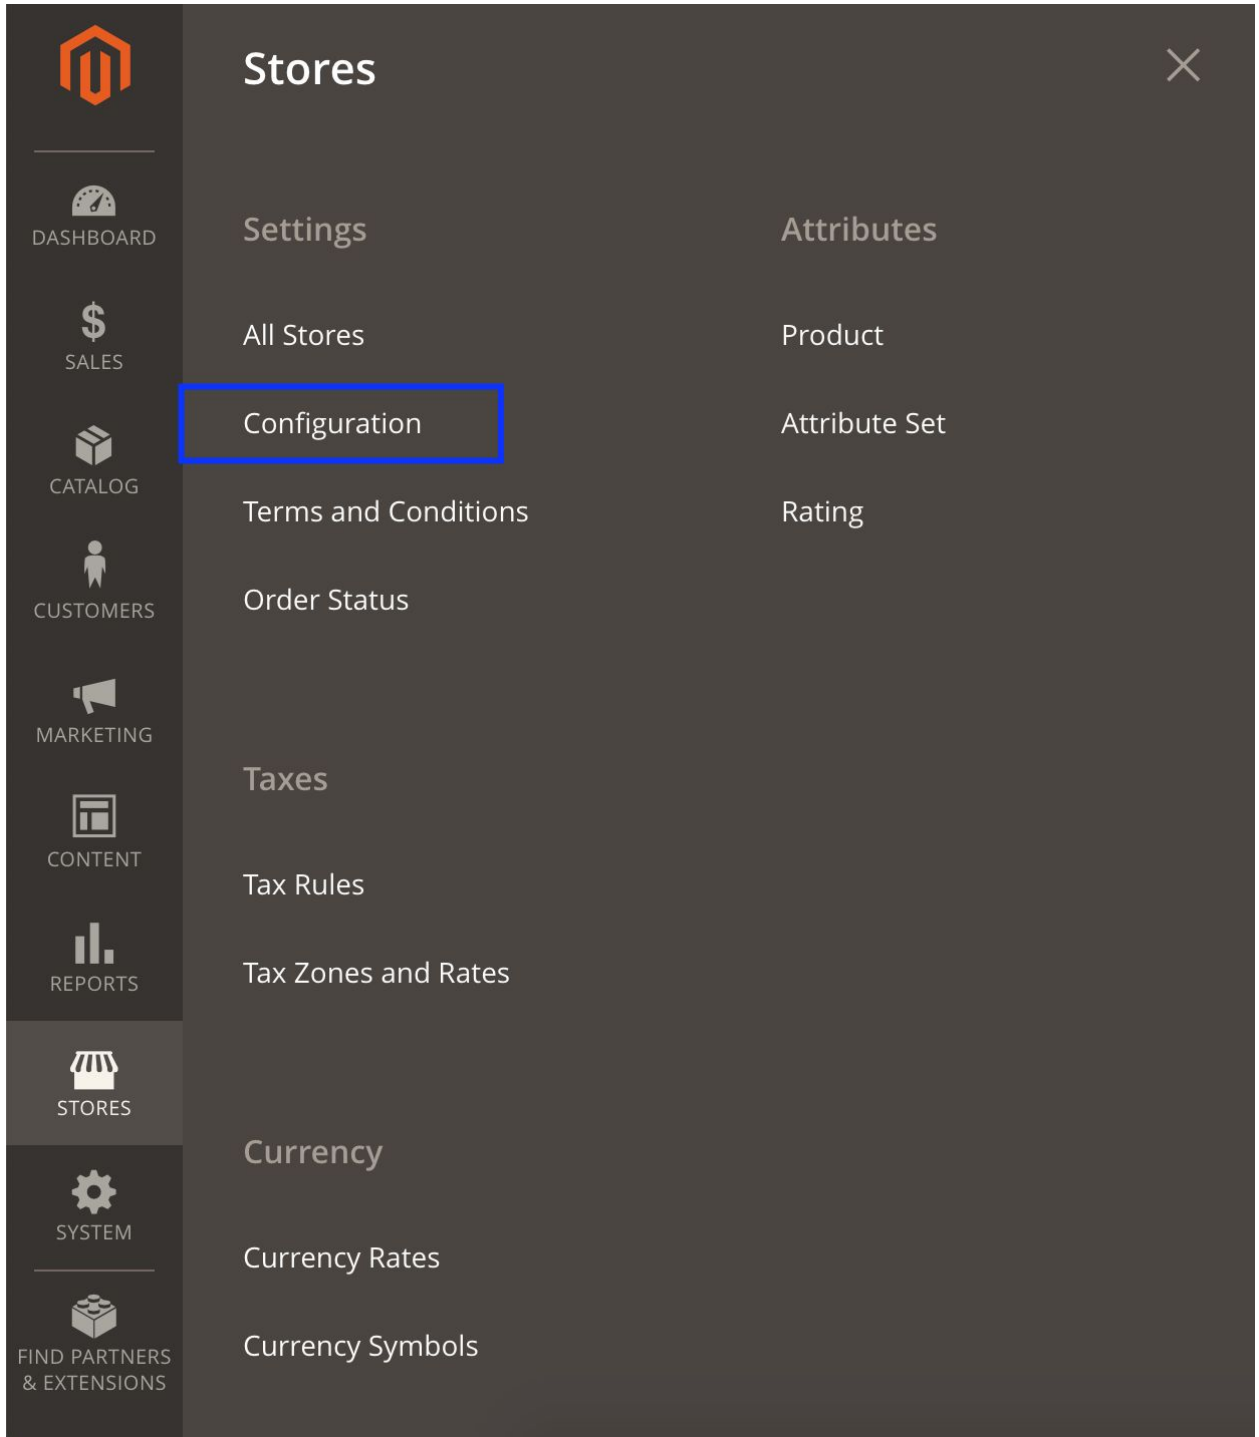 Stores
DASHBOARD
SALES
CATALOG
CUSTOMERS
MARKETING
CONTENT
REPORTS
STORES
SYSTEM
FIND PARTNERS
& EXTENSIONS
Settings
All Stores
Configuration
Terms and Conditions
Order Status
Taxes
Tax Rules
Tax Zones and Rates
Currency
Currency Rates
Currency Symbols
Attributes
Product
Attribute Set
Rating